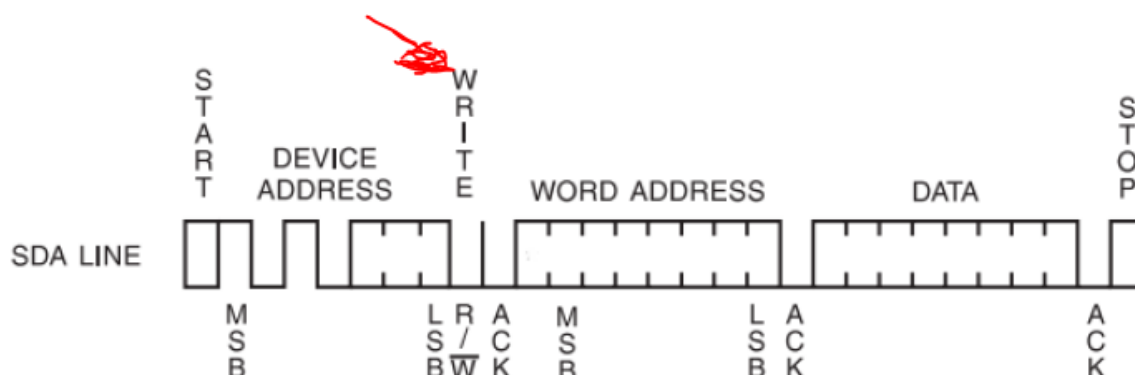 START
WRITE
STOP
DEVICE
ADDRESS
WORD ADDRESS
DATA
SDA LINE
MSB
LSB
R/W̅
ACK
MSB
LSB
ACK
ACK